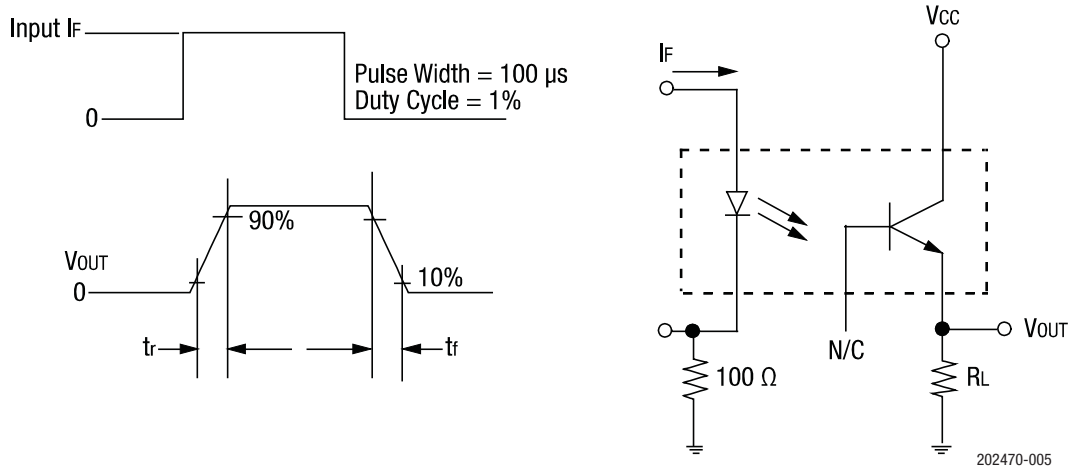 Input IF
0
Pulse Width = 100 µs
Duty Cycle = 1%
90%
VOUT
0
10%
tr
tf
VCC
IF
N/C
VOUT
100 Ω
RL
202470-005